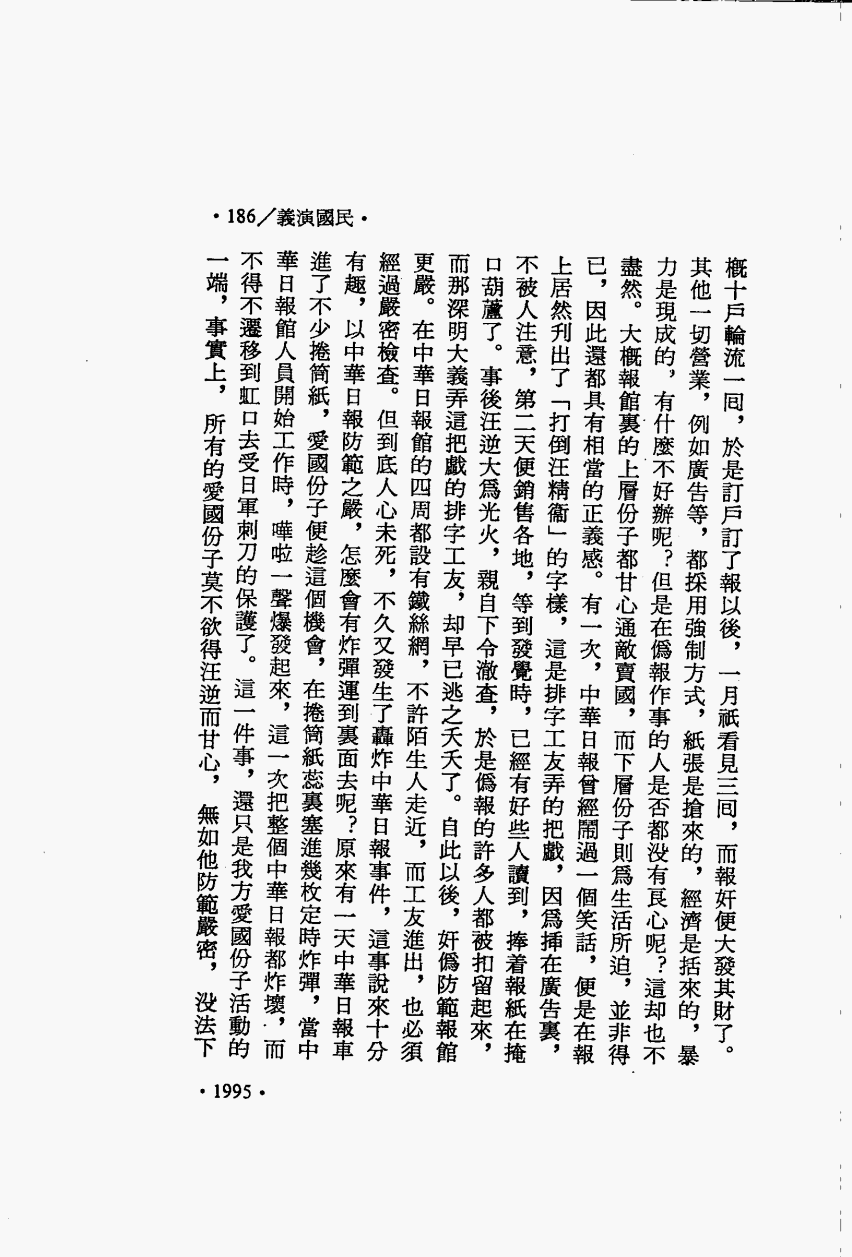 ·186／義演國民·
概十戶輪流一囘，於是訂戶訂了報以後，一月祇看見三囘，而報奸便大發其財了。
其他一切營業，例如廣告等，都採用強制方式，紙張是搶來的，經濟是括來的，暴
力是現成的，有什麼不好辦呢？但是在僞報作事的人是否都沒有良心呢？這却也不
盡然。大概報館裏的上層份子都甘心通敵賣國，而下層份子則爲生活所迫，並非得
已，因此還都具有相當的正義感。有一次，中華日報曾經鬧過一個笑話，便是在報
上居然刋出了「打倒汪精衞」的字樣，這是排字工友弄的把戲，因爲揷在廣告裏，
不被人注意，第二天便銷售各地，等到發覺時，已經有好些人讀到，捧着報紙在掩
口葫蘆了。事後汪逆大爲光火，親自下令澈查，於是僞報的許多人都被扣留起來，
而那深明大義弄這把戲的排字工友，却早已逃之夭夭了。自此以後，奸僞防範報館
更嚴。在中華日報館的四周都設有鐵絲網，不許陌生人走近，而工友進出，也必須
經過嚴密檢查。但到底人心未死，不久又發生了轟炸中華日報事件，這事說來十分
有趣，以中華日報防範之嚴，怎麼會有炸彈運到裏面去呢？原來有一天中華日報車
進了不少捲筒紙，愛國份子便趁這個機會，在捲筒紙蕊裏塞進幾枚定時炸彈，當中
華日報館人員開始工作時，嘩啦一聲爆發起來，這一次把整個中華日報都炸壞，而
不得不遷移到虹口去受日軍刺刀的保護了。這一件事，還只是我方愛國份子活動的
一端，事實上，所有的愛國份子莫不欲得汪逆而甘心，無如他防範嚴密，沒法下
·1995·